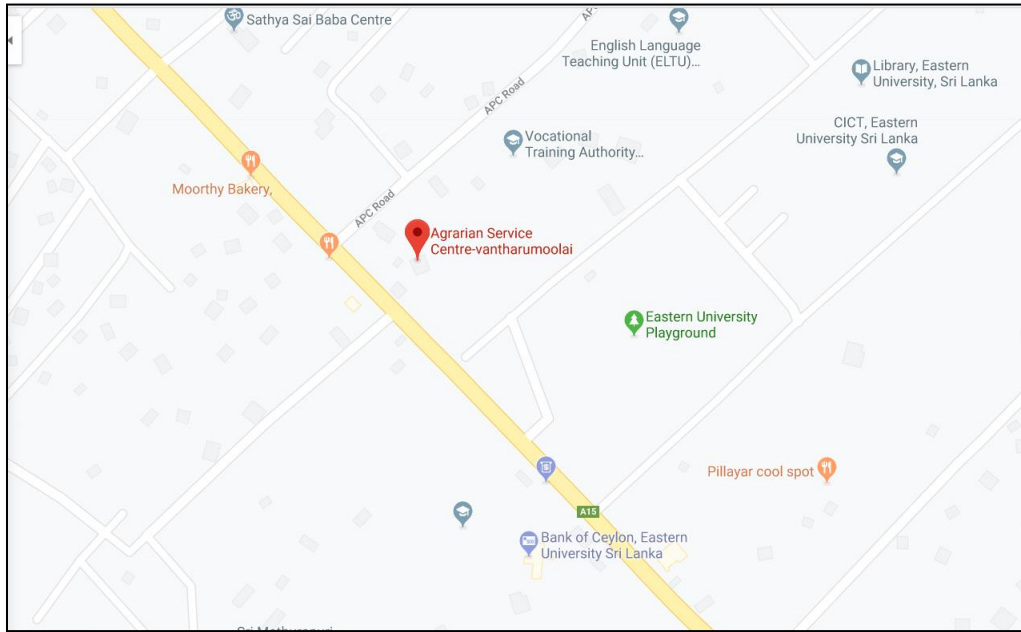 Sathya Sai Baba Centre
English Language
Teaching Unit (ELTU)...
Library, Eastern
University, Sri Lanka
APC Road
CICT, Eastern
University Sri Lanka
Vocational
Training Authority...
Moorthy Bakery,
APC Road
Agrarian Service
Centre-vantharumoolai
Eastern University
Playground
Pillayar cool spot
A15
Bank of Ceylon, Eastern
University Sri Lanka